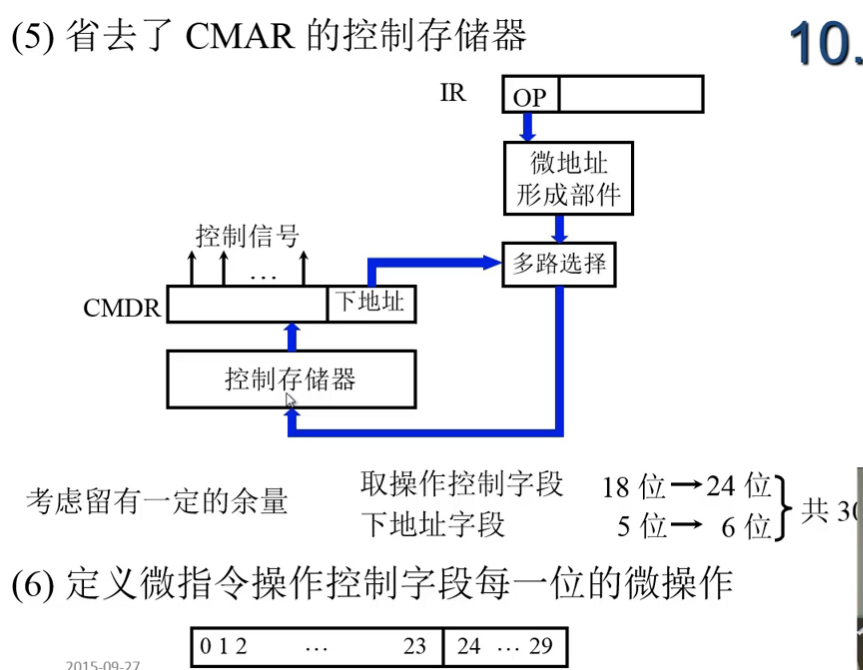 (5) 省去了 CMAR 的控制存储器
10.
IR
OP
微地址
形成部件
控制信号
…
多路选择
CMDR
下地址
控制存储器
考虑留有一定的余量
取操作控制字段 18 位→24 位
下地址字段 5 位→ 6 位
共 30
(6) 定义微指令操作控制字段每一位的微操作
0 1 2 … 23 24 … 29
2015-09-27